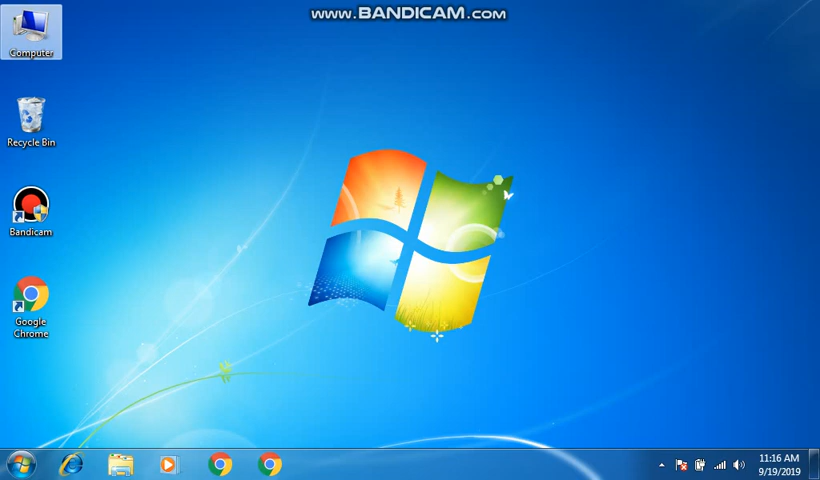 www.BANDICAM.com
Computer
Recycle Bin
Bandicam
Google
Chrome
11:16 AM
9/19/2019